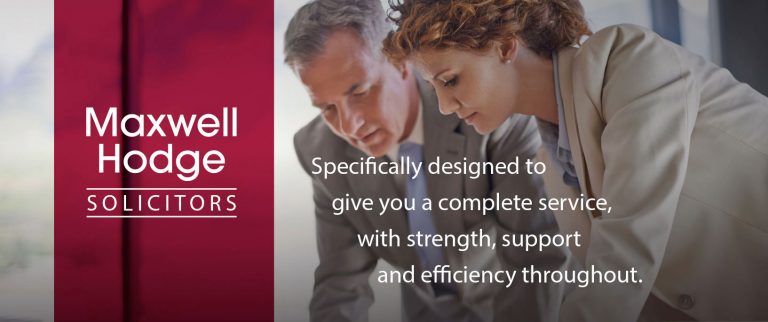 Maxwell
Hodge
SOLICITORS
Specifically designed to
give you a complete service,
with strength, support
and efficiency throughout.